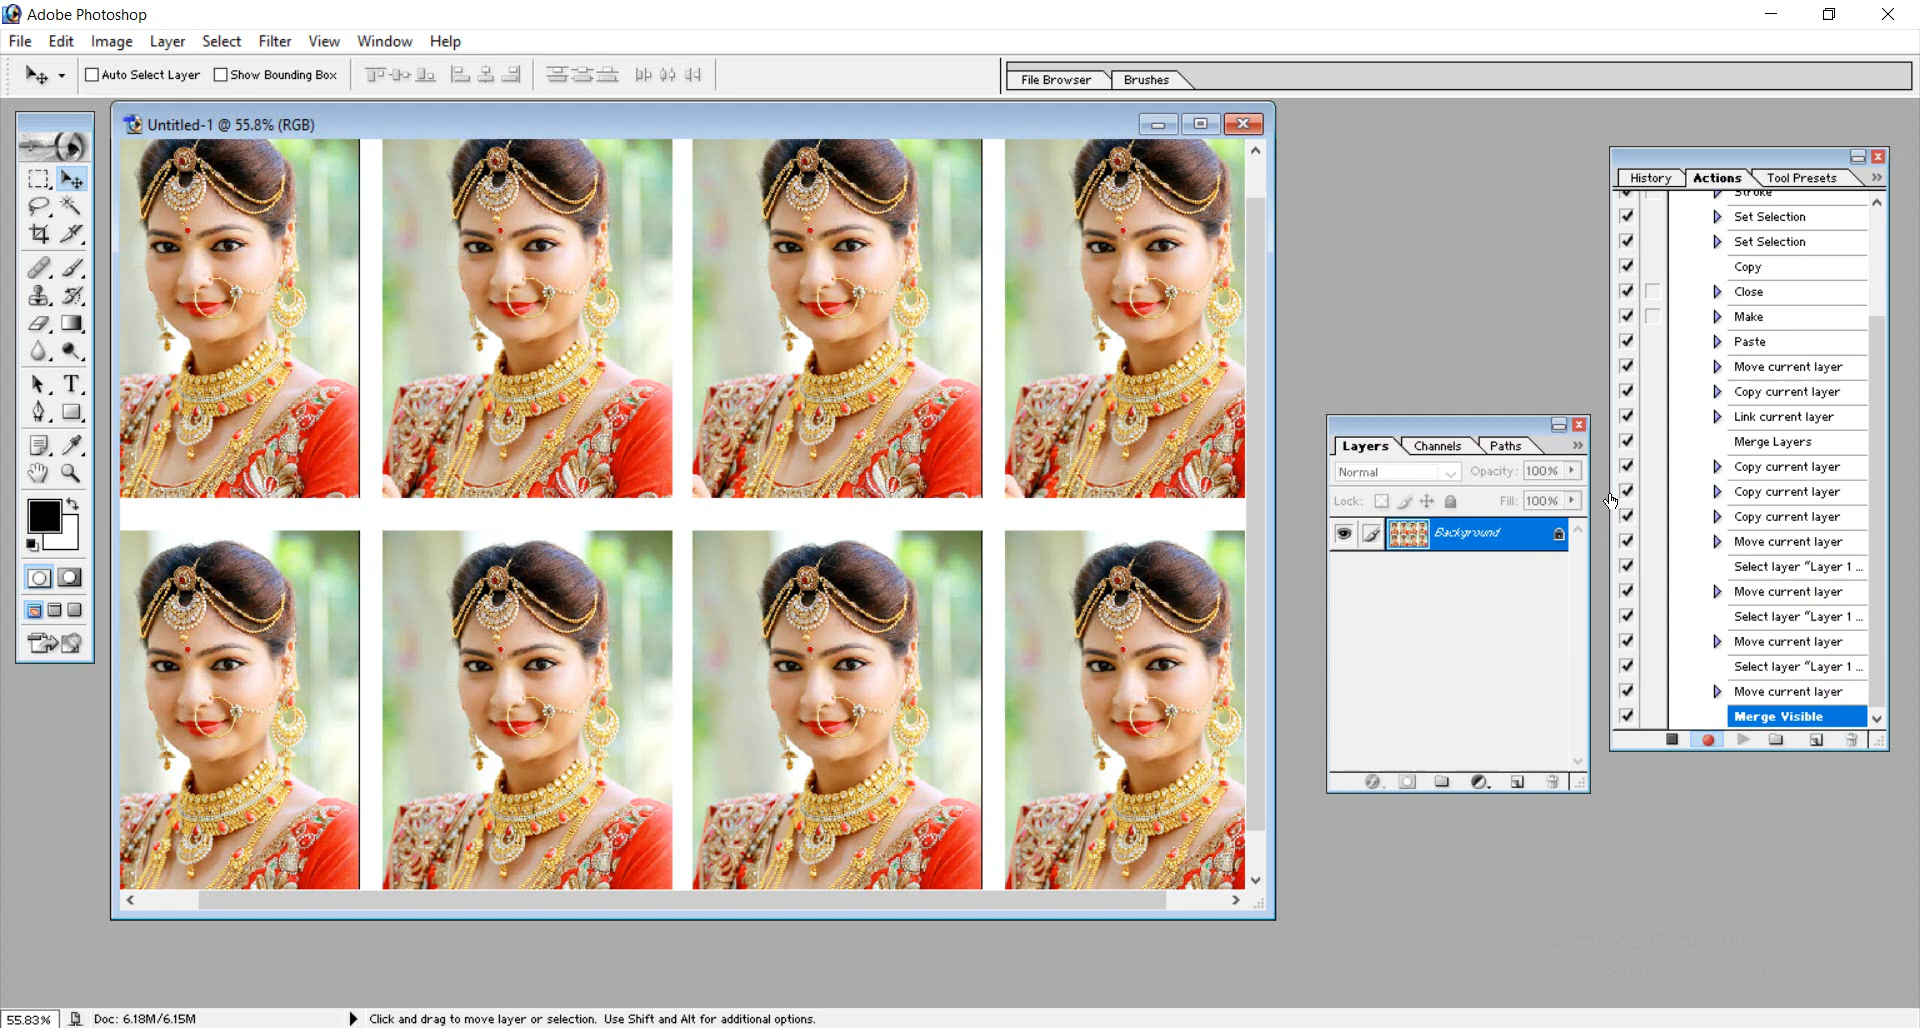 Adobe Photoshop
File Edit Image Layer Select Filter View Window Help
Auto Select Layer Show Bounding Box
File Browser Brushes
Untitled-1 @ 55.8% (RGB)
T
History Actions Tool Presets
Stroke
Set Selection
Set Selection
Copy
Close
Make
Paste
Move current layer
Copy current layer
Link current layer
Merge Layers
Copy current layer
Copy current layer
Copy current layer
Move current layer
Select layer "Layer 1 ...
Move current layer
Select layer "Layer 1 ...
Move current layer
Select layer "Layer 1 ...
Move current layer
Merge Visible
Layers Channels Paths
Normal Opacity: 100%
Lock: Fill: 100%
Background
55.83% Doc: 6.18M/6.15M Click and drag to move layer or selection. Use Shift and Alt for additional options.